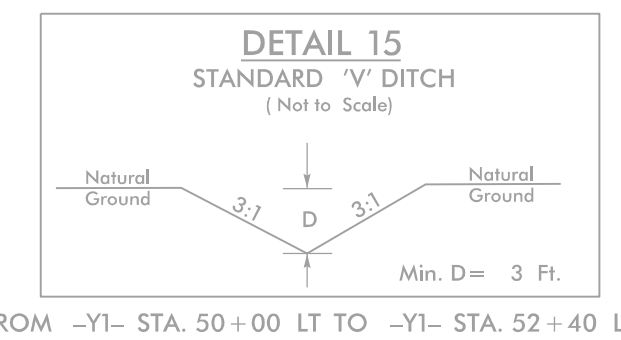 DETAIL 15
STANDARD 'V' DITCH
( Not to Scale)
Natural
Ground
3:1
D
3:1
Natural
Ground
Min. D= 3 Ft.
ROM -Y1- STA. 50+00 LT TO -Y1- STA. 52+40 L